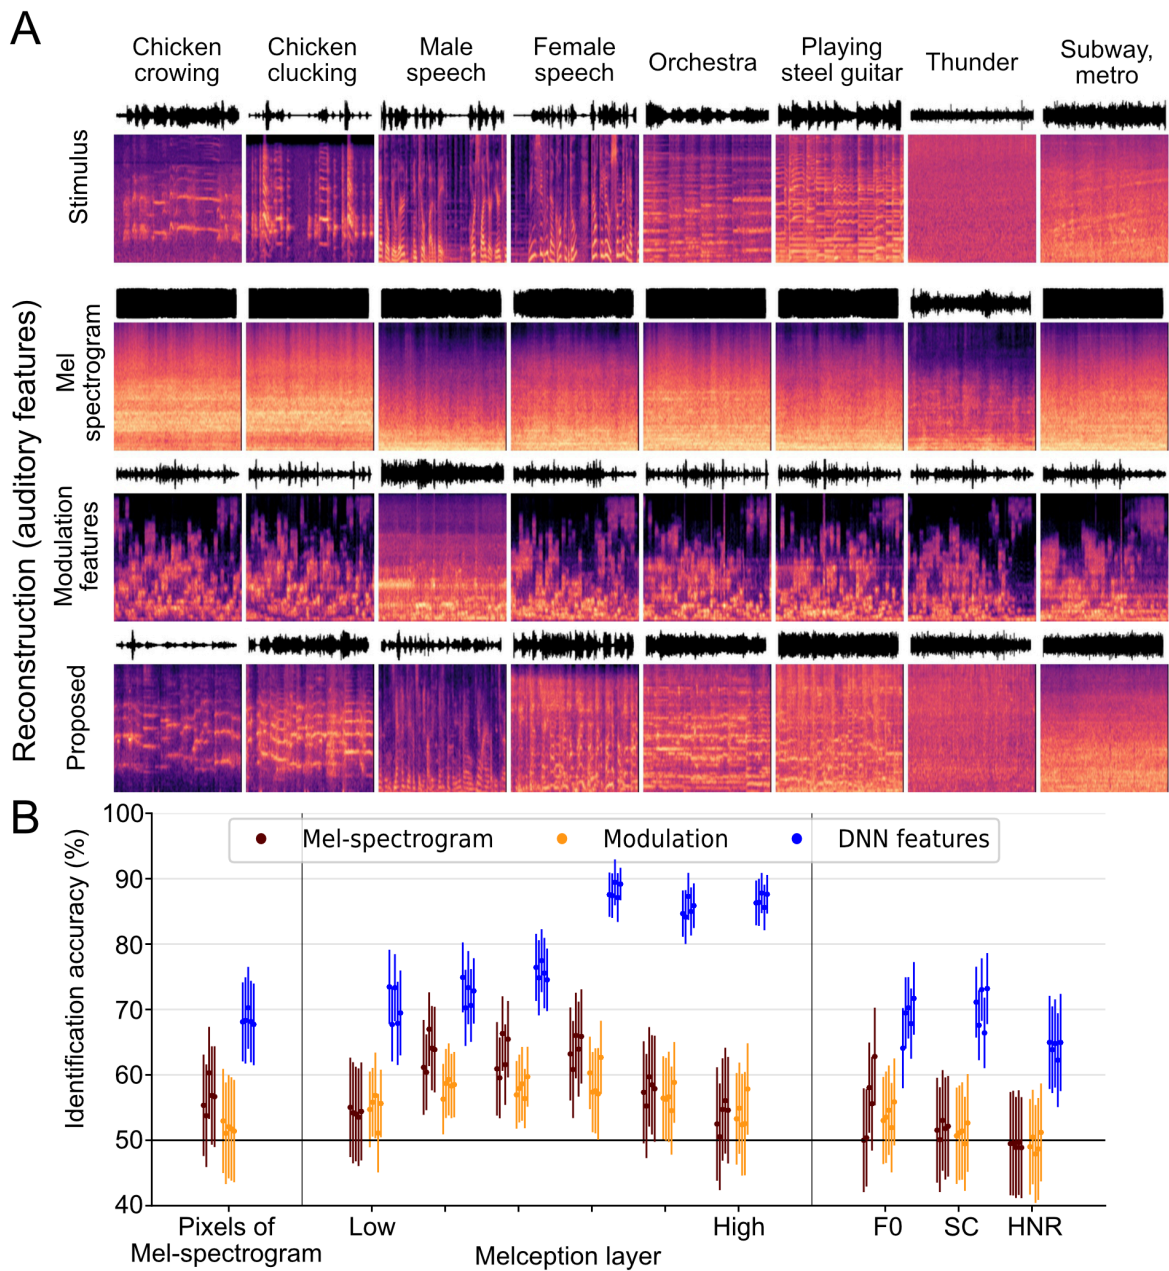 A
Chicken
crowing
Chicken
clucking
Male
speech
Female
speech
Orchestra
Playing
steel guitar
Thunder
Subway,
metro
Stimulus
Reconstruction (auditory features)
Mel
spectrogram
Modulation
features
Proposed
B
Identification accuracy (%)
100
90
80
70
60
50
40
Mel-spectrogram
Modulation
DNN features
Pixels of
Mel-spectrogram
Low
High
Melception layer
F0
SC
HNR